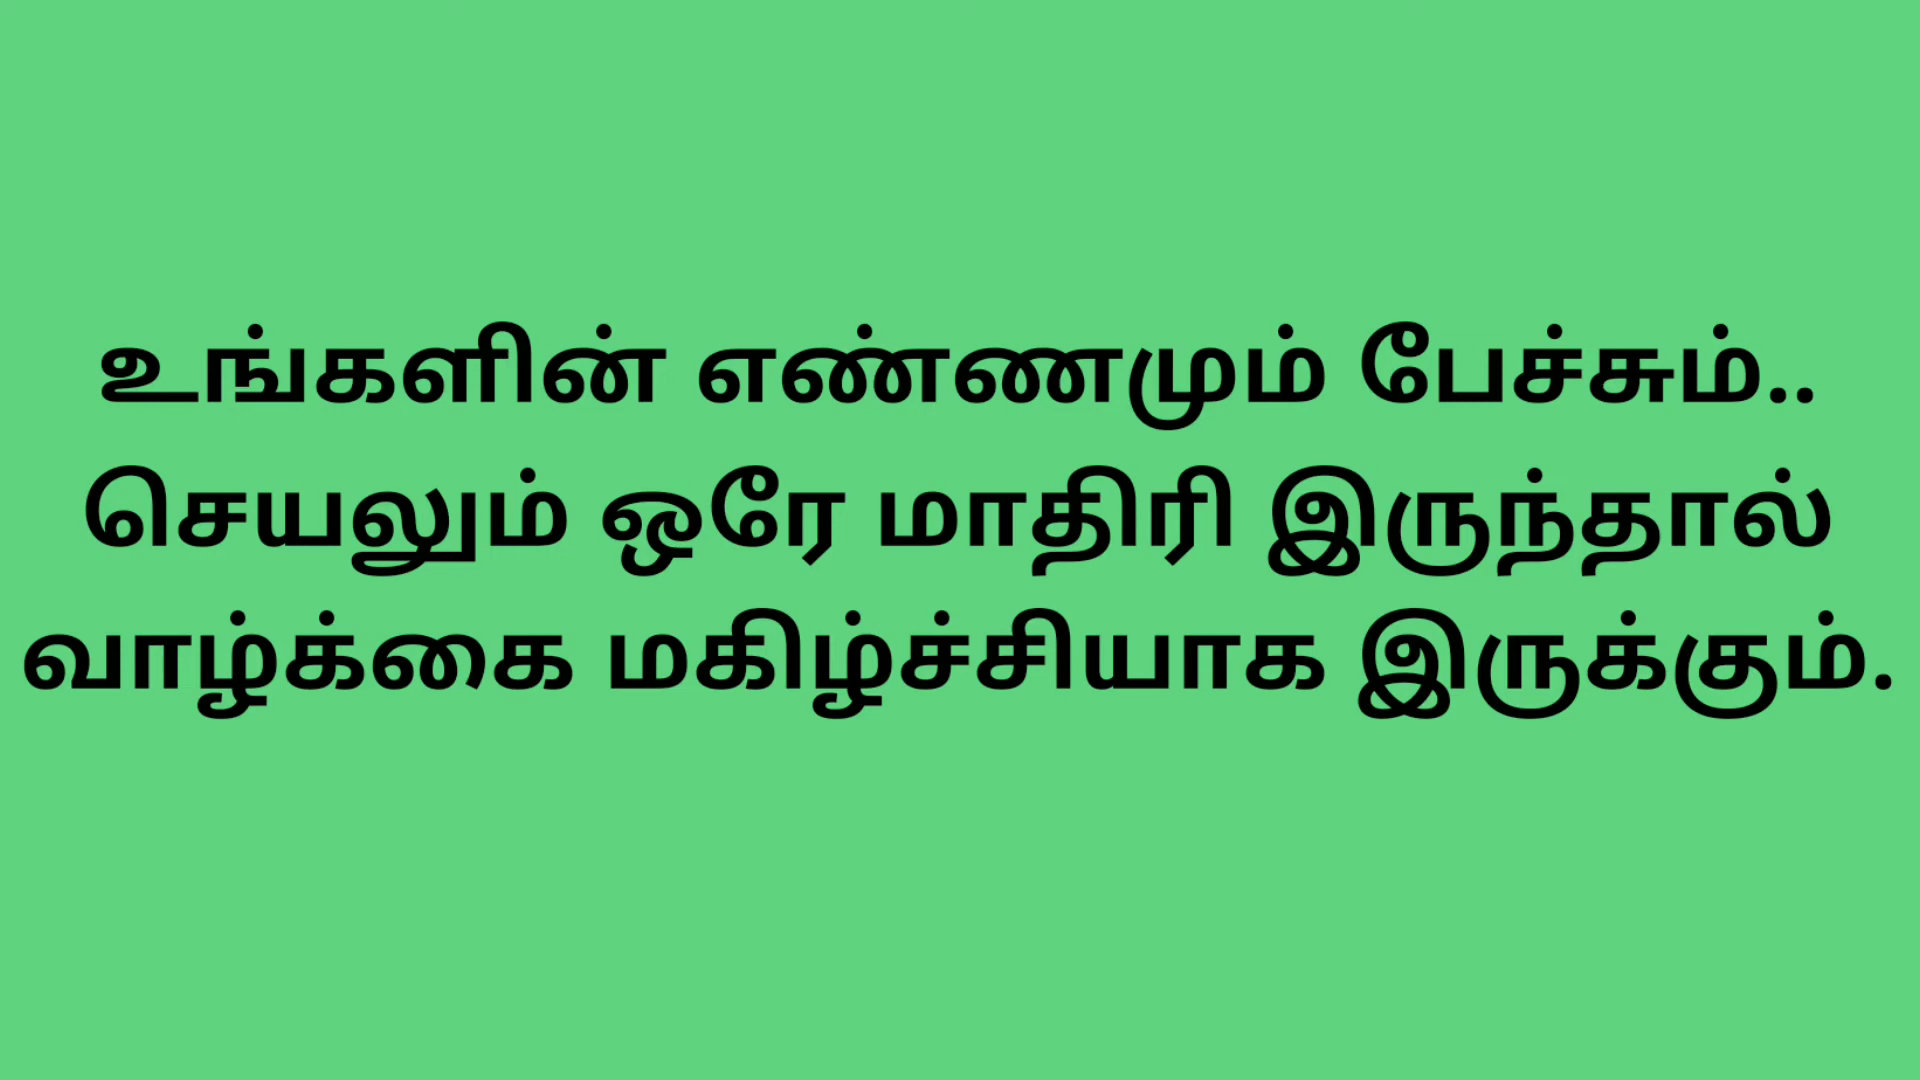 உங்களின் எண்ணமும் பேச்சும்..
செயலும் ஒரே மாதிரி இருந்தால்
வாழ்க்கை மகிழ்ச்சியாக இருக்கும்.